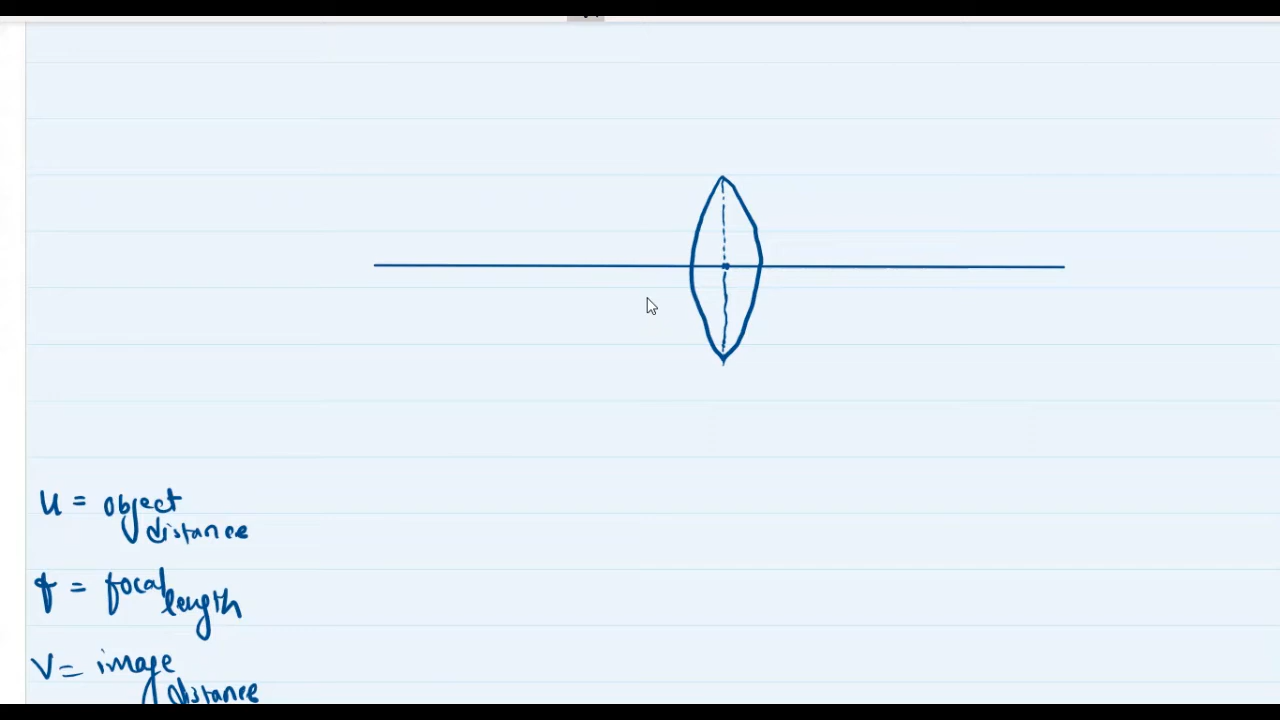 u = object
distance
f = focal
length
v = image
distance